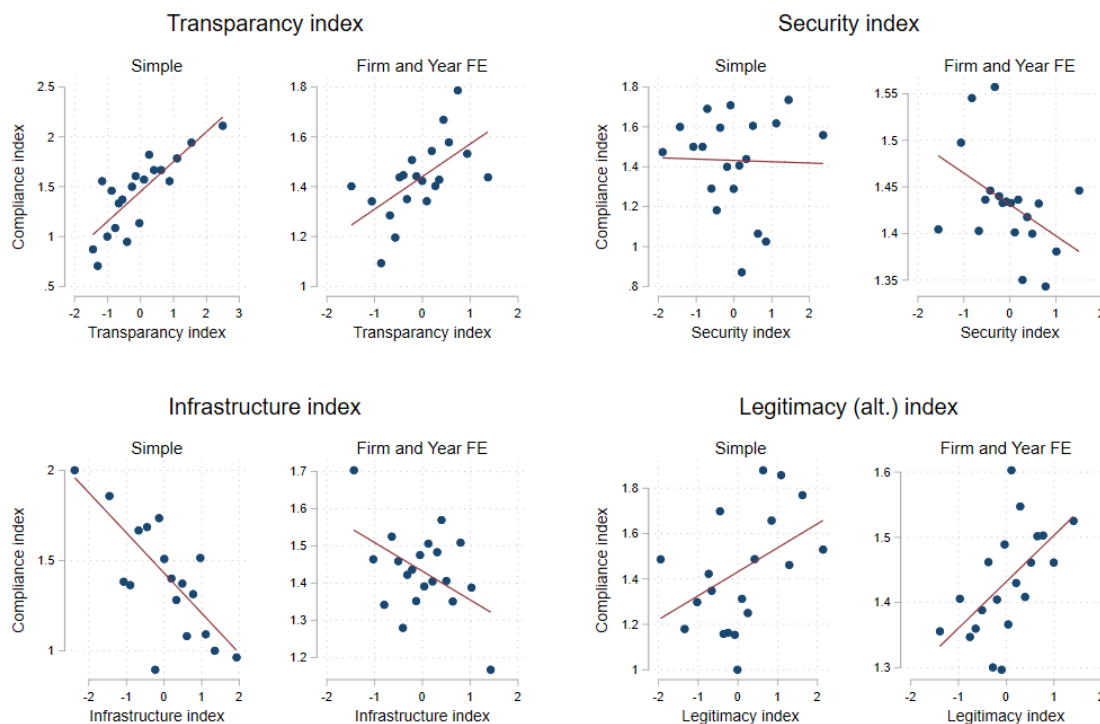 Transparancy index
Simple
Firm and Year FE
Compliance index
2.5
2
1.5
1
.5
-2 -1 0 1 2 3
Transparancy index
1.8
1.6
1.4
1.2
1
-2 -1 0 1 2
Transparancy index
Security index
Simple
Firm and Year FE
Compliance index
1.8
1.6
1.4
1.2
1
.8
-2 -1 0 1 2
Security index
1.55
1.5
1.45
1.4
1.35
-2 -1 0 1 2
Security index
Infrastructure index
Simple
Firm and Year FE
Compliance index
2
1.5
1
-2 -1 0 1 2
Infrastructure index
1.7
1.6
1.5
1.4
1.3
1.2
-2 -1 0 1 2
Infrastructure index
Legitimacy (alt.) index
Simple
Firm and Year FE
Compliance index
1.8
1.6
1.4
1.2
1
-2 -1 0 1 2
Legitimacy index
1.6
1.5
1.4
1.3
-2 -1 0 1 2
Legitimacy index